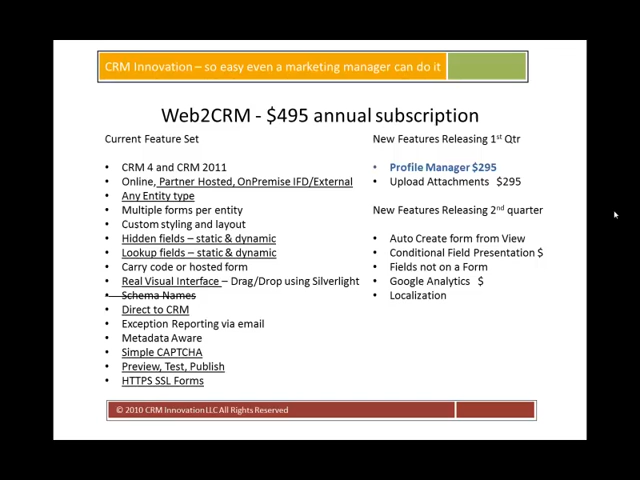 CRM Innovation – so easy even a marketing manager can do it
Web2CRM - $495 annual subscription
Current Feature Set
• CRM 4 and CRM 2011
• Online, Partner Hosted, OnPremise IFD/External
• Any Entity type
• Multiple forms per entity
• Custom styling and layout
• Hidden fields – static & dynamic
• Lookup fields – static & dynamic
• Carry code or hosted form
• Real Visual Interface – Drag/Drop using Silverlight
• Schema Names
• Direct to CRM
• Exception Reporting via email
• Metadata Aware
• Simple CAPTCHA
• Preview, Test, Publish
• HTTPS SSL Forms
New Features Releasing 1st Qtr
• Profile Manager $295
• Upload Attachments $295
New Features Releasing 2nd quarter
• Auto Create form from View
• Conditional Field Presentation $
• Fields not on a Form
• Google Analytics $
• Localization
© 2010 CRM Innovation LLC All Rights Reserved